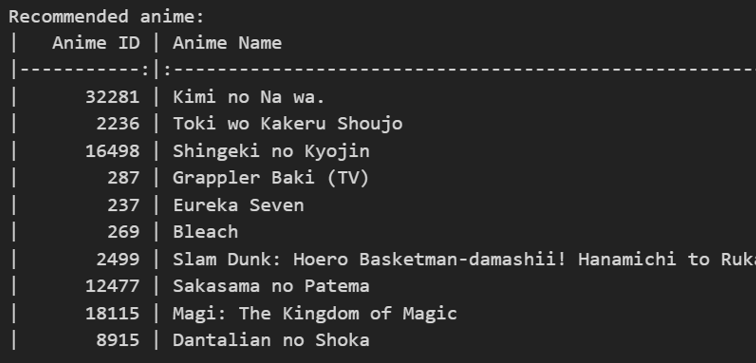 Recommended anime:
|   Anime ID | Anime Name
|-----------:|:--------------------------------------------------
|      32281 | Kimi no Na wa.
|       2236 | Toki wo Kakeru Shoujo
|      16498 | Shingeki no Kyojin
|        287 | Grappler Baki (TV)
|        237 | Eureka Seven
|        269 | Bleach
|       2499 | Slam Dunk: Hoero Basketman-damashii! Hanamichi to Ruka
|      12477 | Sakasama no Patema
|      18115 | Magi: The Kingdom of Magic
|       8915 | Dantalian no Shoka